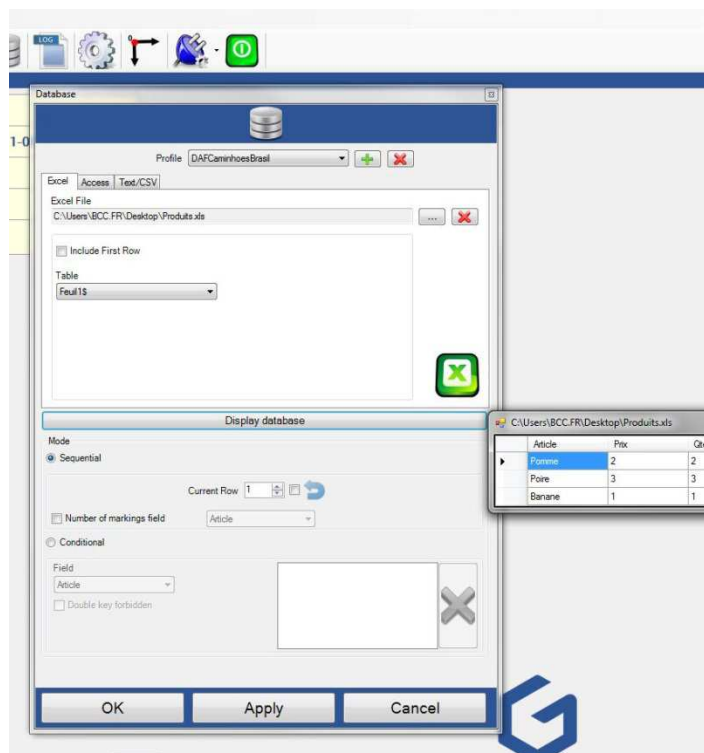 LOG
Database
1-0
Profile DAFCaminhoesBrasil
Excel Access Text/CSV
Excel File
C:\Users\BCC.FR\Desktop\Produits.xls ...
Include First Row
Table
Feuil1$
Display database
C:\Users\BCC.FR\Desktop\Produits.xls
Article Prix Qte
Pomme 2 2
Poire 3 3
Banane 1 1
Mode
Sequential
Current Row 1
Number of markings field Article
Conditional
Field
Article
Double key forbidden
OK Apply Cancel